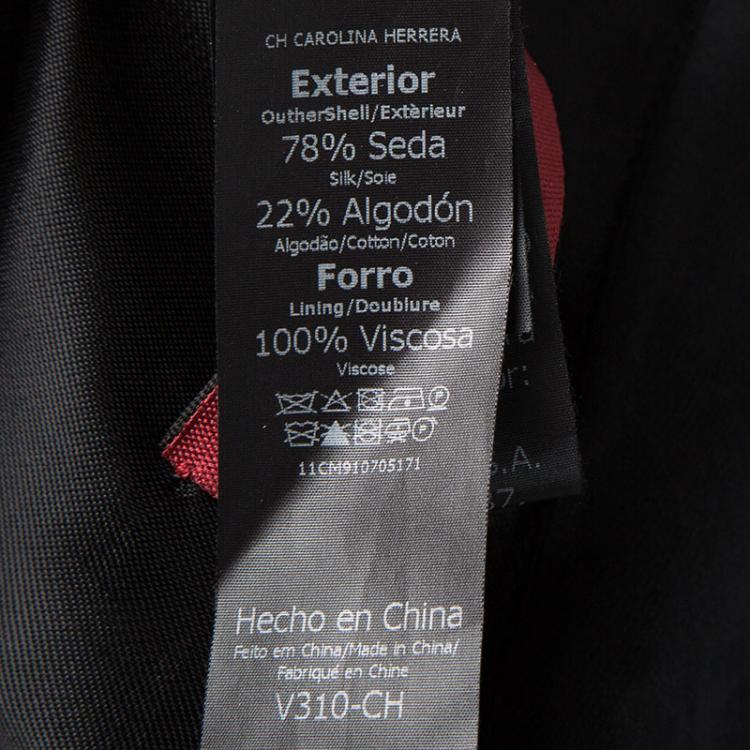 CH CAROLINA HERRERA
Exterior
OutherShell/Extèrieur
78% Seda
Silk/Soie
22% Algodón
Algodão/Cotton/Coton
Forro
Lining/Doublure
100% Viscosa
Viscose
11CM910705171
Hecho en China
Feito em China/Made in China/
Fabriqué en Chine
V310-CH
.S.A.